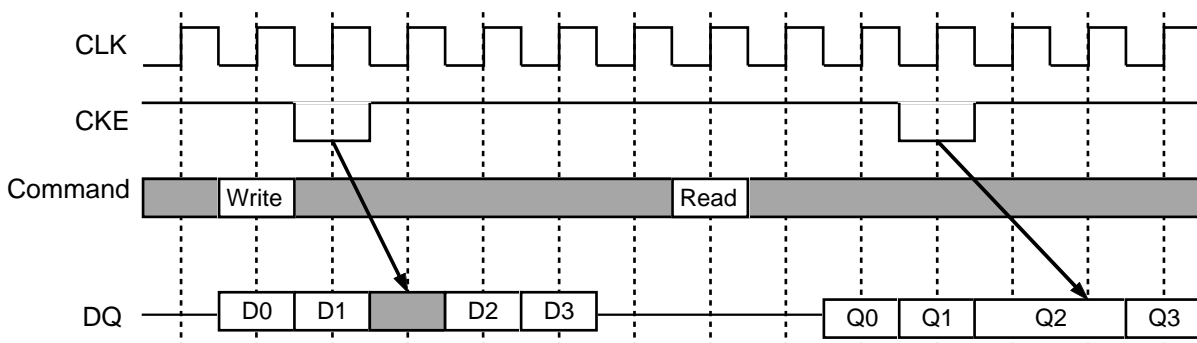 CLK
CKE
Command Write Read
DQ D0 D1 D2 D3 Q0 Q1 Q2 Q3